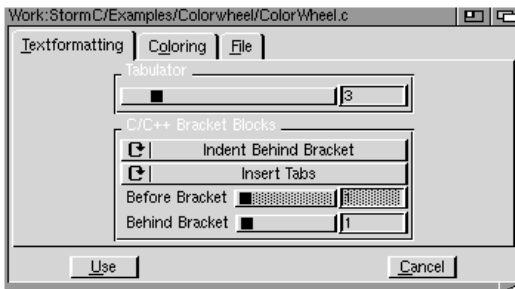 Work:StormC/Examples/Colorwheel/ColorWheel.c
Textformatting Coloring File
Tabulator
3
C/C++ Bracket Blocks
Indent Behind Bracket
Insert Tabs
Before Bracket
Behind Bracket 1
Use Cancel